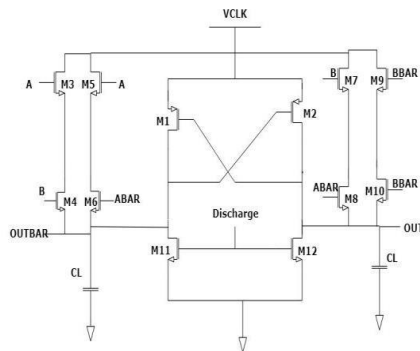 VCLK
A M3 M5 A
B M7 M9 BBAR
M1 M2
B M4 M6 ABAR
ABAR M8 M10 BBAR
Discharge
OUTBAR OUT
M11 M12
CL CL